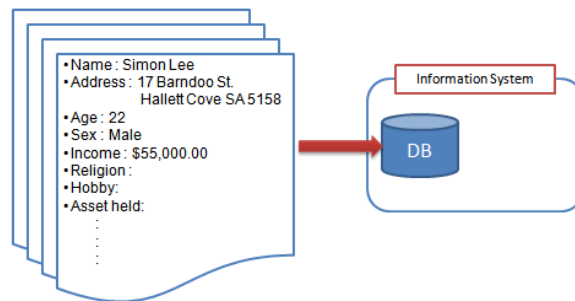 •Name : Simon Lee
•Address : 17 Barndoo St.
Hallett Cove SA 5158
•Age : 22
•Sex : Male
•Income : $55,000.00
•Religion :
•Hobby:
•Asset held:
:
:
:
Information System
DB